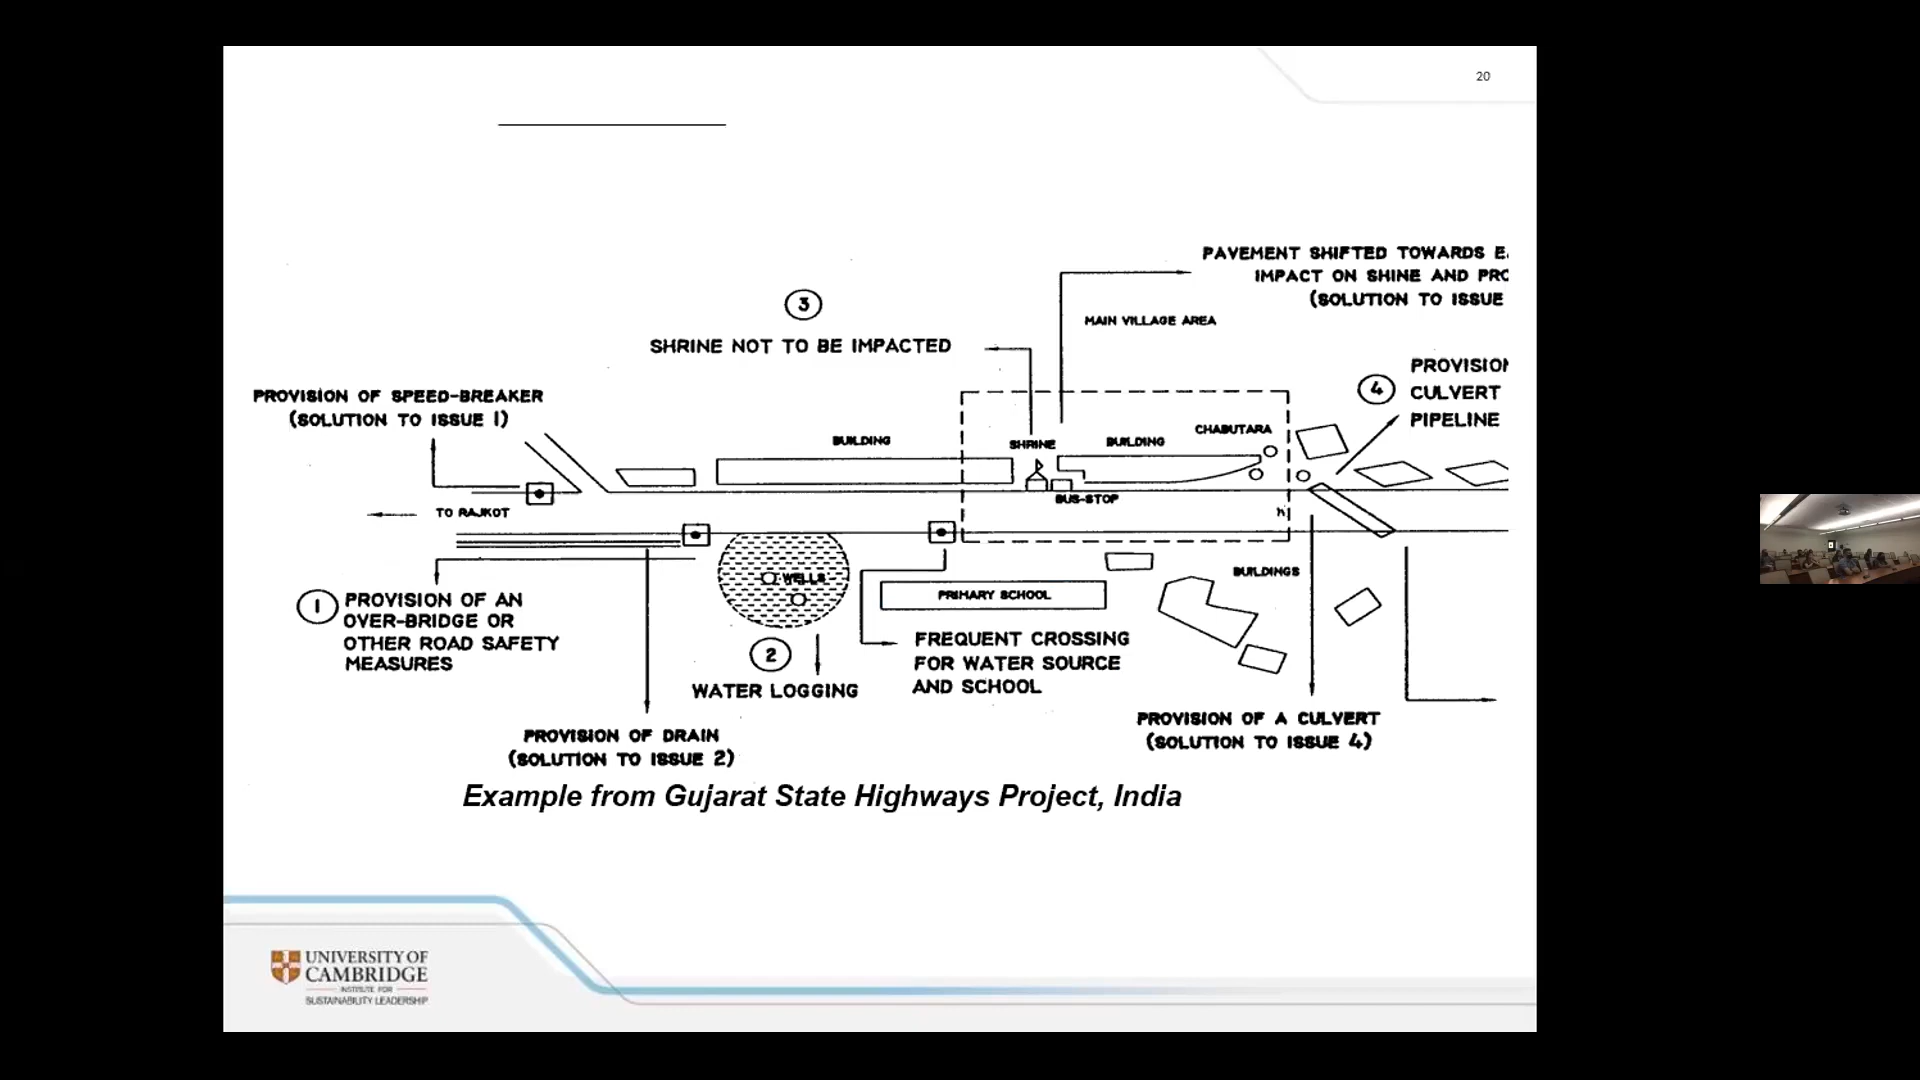 20
PAVEMENT SHIFTED TOWARDS E.
IMPACT ON SHINE AND PRO
(SOLUTION TO ISSUE
3
MAIN VILLAGE AREA
SHRINE NOT TO BE IMPACTED
4
PROVISION
CULVERT
PIPELINE
PROVISION OF SPEED-BREAKER
(SOLUTION TO ISSUE 1)
BUILDING
SHRINE
BUILDING
CHABUTARA
BUS-STOP
TO RAJKOT
WELLS
BUILDINGS
PRIMARY SCHOOL
1
PROVISION OF AN
OVER-BRIDGE OR
OTHER ROAD SAFETY
MEASURES
2
WATER LOGGING
FREQUENT CROSSING
FOR WATER SOURCE
AND SCHOOL
PROVISION OF A CULVERT
(SOLUTION TO ISSUE 4)
PROVISION OF DRAIN
(SOLUTION TO ISSUE 2)
Example from Gujarat State Highways Project, India
UNIVERSITY OF
CAMBRIDGE
INSTITUTE FOR
SUSTAINABILITY LEADERSHIP